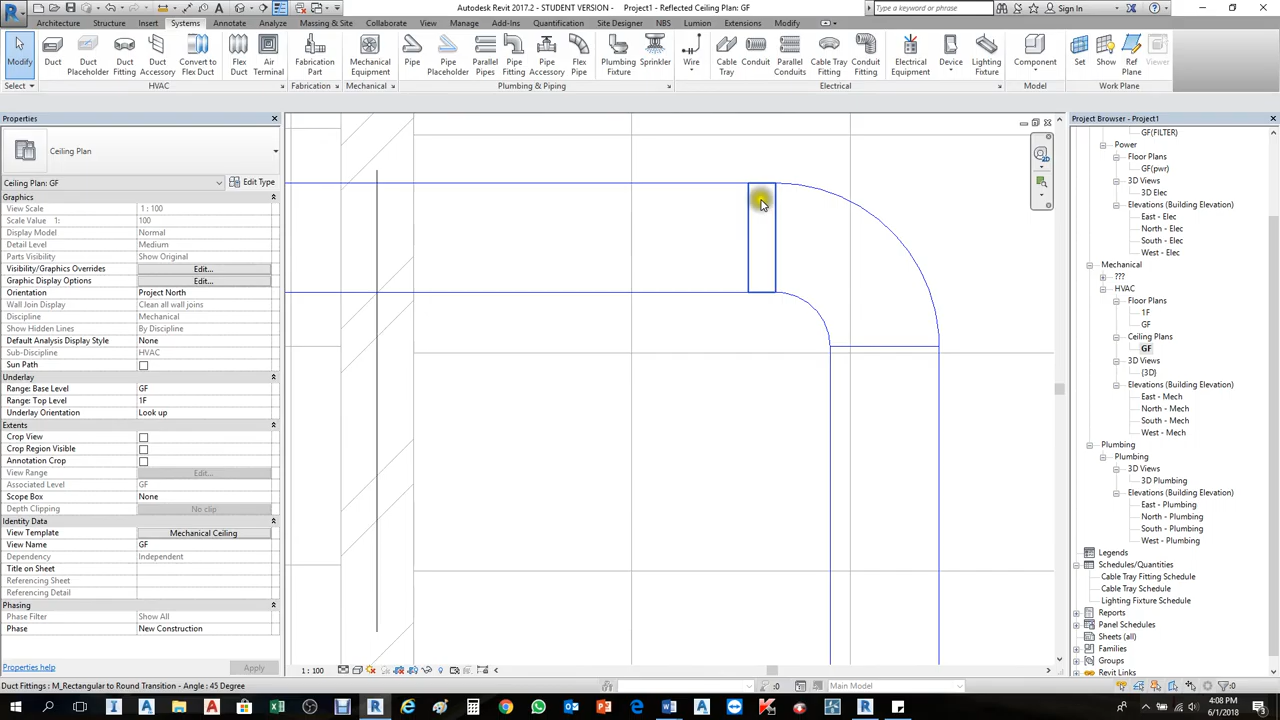 Autodesk Revit 2017.2 - STUDENT VERSION - Project1 - Reflected Ceiling Plan: GF
Type a keyword or phrase
Sign In
Architecture Structure Insert Systems Annotate Analyze Massing & Site Collaborate View Manage Add-Ins Quantification Site Designer NBS Lumion Extensions Modify
Modify Duct Duct Placeholder Duct Fitting Duct Accessory Convert to Flex Duct Flex Duct Air Terminal Fabrication Part Mechanical Equipment Pipe Pipe Placeholder Parallel Pipes Pipe Fitting Pipe Accessory Flex Pipe Plumbing Fixture Sprinkler Wire Cable Tray Conduit Parallel Conduits Cable Tray Fitting Conduit Fitting Electrical Equipment Device Lighting Fixture Component Set Show Ref Plane Viewer
Select HVAC Fabrication Mechanical Plumbing & Piping Electrical Model Work Plane
Properties
Ceiling Plan
Ceiling Plan: GF Edit Type
Graphics
View Scale 1 : 100
Scale Value 1: 100
Display Model Normal
Detail Level Medium
Parts Visibility Show Original
Visibility/Graphics Overrides Edit...
Graphic Display Options Edit...
Orientation Project North
Wall Join Display Clean all wall joins
Discipline Mechanical
Show Hidden Lines By Discipline
Default Analysis Display Style None
Sub-Discipline HVAC
Sun Path
Underlay
Range: Base Level GF
Range: Top Level 1F
Underlay Orientation Look up
Extents
Crop View
Crop Region Visible
Annotation Crop
View Range Edit...
Associated Level GF
Scope Box None
Depth Clipping No clip
Identity Data
View Template Mechanical Ceiling
View Name GF
Dependency Independent
Title on Sheet
Referencing Sheet
Referencing Detail
Phasing
Phase Filter Show All
Phase New Construction
Properties help Apply
1 : 100
Project Browser - Project1
GF(FILTER)
Power
Floor Plans
GF(pwr)
3D Views
3D Elec
Elevations (Building Elevation)
East - Elec
North - Elec
South - Elec
West - Elec
Mechanical
???
HVAC
Floor Plans
1F
GF
Ceiling Plans
GF
3D Views
{3D}
Elevations (Building Elevation)
East - Mech
North - Mech
South - Mech
West - Mech
Plumbing
Plumbing
3D Views
3D Plumbing
Elevations (Building Elevation)
East - Plumbing
North - Plumbing
South - Plumbing
West - Plumbing
Legends
Schedules/Quantities
Cable Tray Fitting Schedule
Cable Tray Schedule
Lighting Fixture Schedule
Reports
Panel Schedules
Sheets (all)
Families
Groups
Revit Links
Duct Fittings : M_Rectangular to Round Transition - Angle : 45 Degree
:0 Main Model :0
4:08 PM
6/1/2018